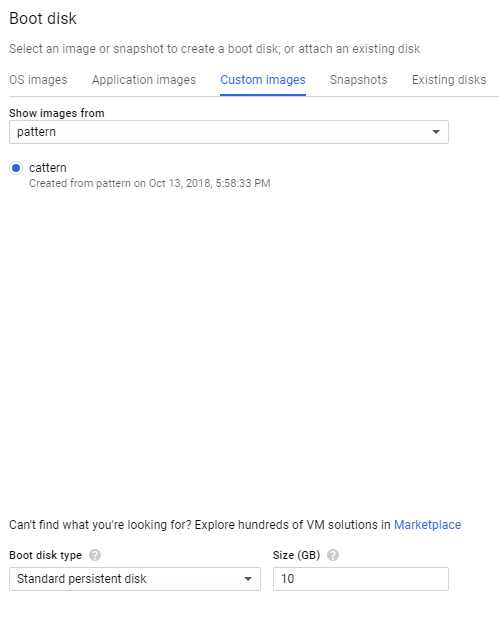 Boot disk
Select an image or snapshot to create a boot disk; or attach an existing disk
OS images Application images Custom images Snapshots Existing disks
Show images from
pattern
cattern
Created from pattern on Oct 13, 2018, 5:58:33 PM
Can't find what you're looking for? Explore hundreds of VM solutions in Marketplace
Boot disk type ? Size (GB) ?
Standard persistent disk 10